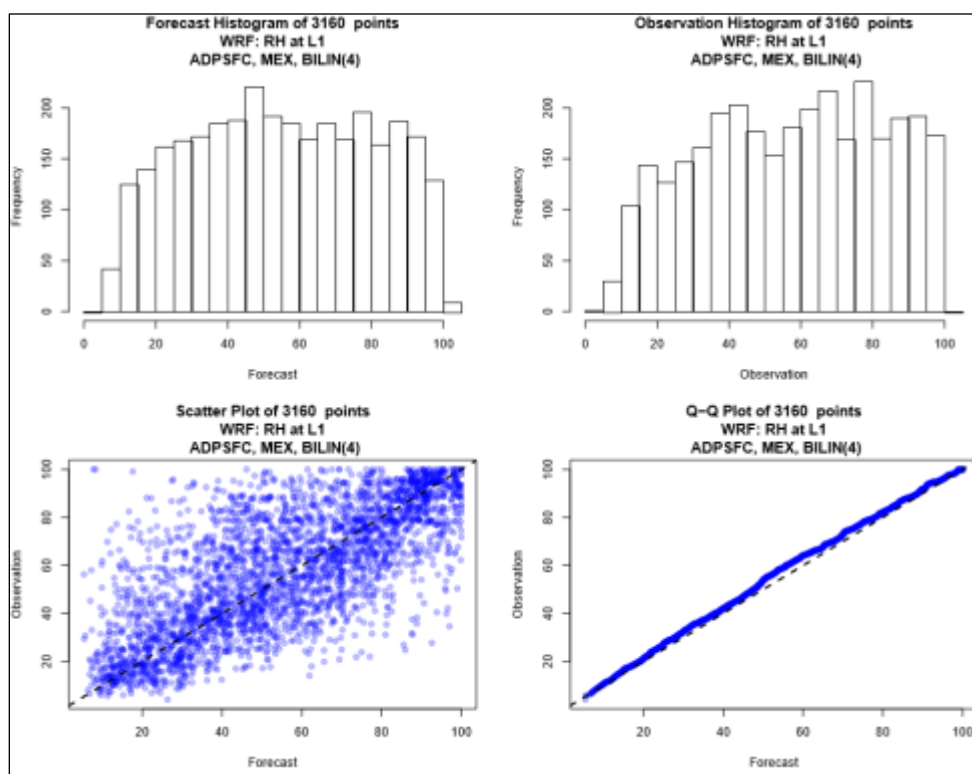 Forecast Histogram of 3160 points
WRF: RH at L1
ADPSFC, MEX, BILIN(4)
Frequency
200
150
100
50
0
0 20 40 60 80 100
Forecast
Observation Histogram of 3160 points
WRF: RH at L1
ADPSFC, MEX, BILIN(4)
Frequency
200
150
100
50
0
0 20 40 60 80 100
Observation
Scatter Plot of 3160 points
WRF: RH at L1
ADPSFC, MEX, BILIN(4)
Observation
100
80
60
40
20
20 40 60 80 100
Forecast
Q-Q Plot of 3160 points
WRF: RH at L1
ADPSFC, MEX, BILIN(4)
Observation
100
80
60
40
20
20 40 60 80 100
Forecast